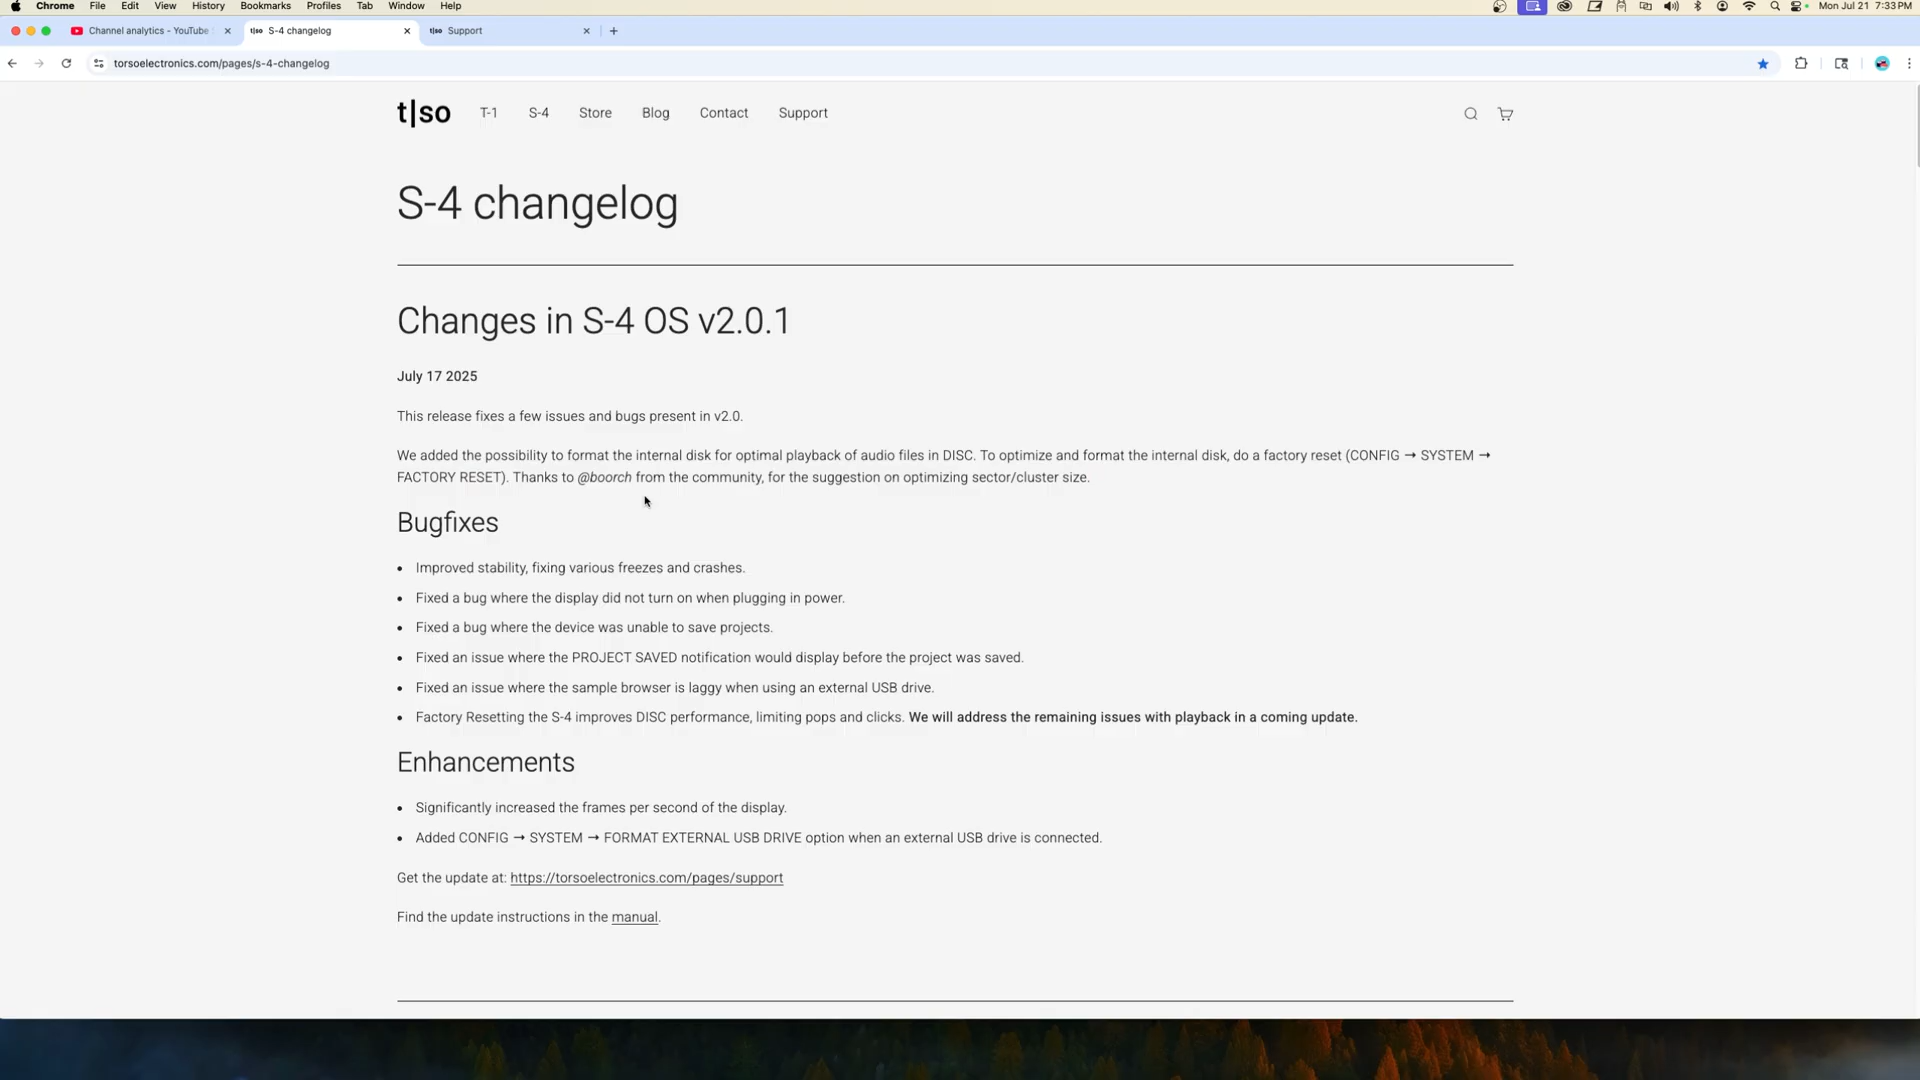 Chrome File Edit View History Bookmarks Profiles Tab Window Help Mon Jul 21 7:33 PM
Channel analytics - YouTube S-4 changelog Support
torsoelectronics.com/pages/s-4-changelog
t|so T-1 S-4 Store Blog Contact Support
S-4 changelog
Changes in S-4 OS v2.0.1
July 17 2025
This release fixes a few issues and bugs present in v2.0.
We added the possibility to format the internal disk for optimal playback of audio files in DISC. To optimize and format the internal disk, do a factory reset (CONFIG → SYSTEM →
FACTORY RESET). Thanks to @boorch from the community, for the suggestion on optimizing sector/cluster size.
Bugfixes
• Improved stability, fixing various freezes and crashes.
• Fixed a bug where the display did not turn on when plugging in power.
• Fixed a bug where the device was unable to save projects.
• Fixed an issue where the PROJECT SAVED notification would display before the project was saved.
• Fixed an issue where the sample browser is laggy when using an external USB drive.
• Factory Resetting the S-4 improves DISC performance, limiting pops and clicks. We will address the remaining issues with playback in a coming update.
Enhancements
• Significantly increased the frames per second of the display.
• Added CONFIG → SYSTEM → FORMAT EXTERNAL USB DRIVE option when an external USB drive is connected.
Get the update at: https://torsoelectronics.com/pages/support
Find the update instructions in the manual.